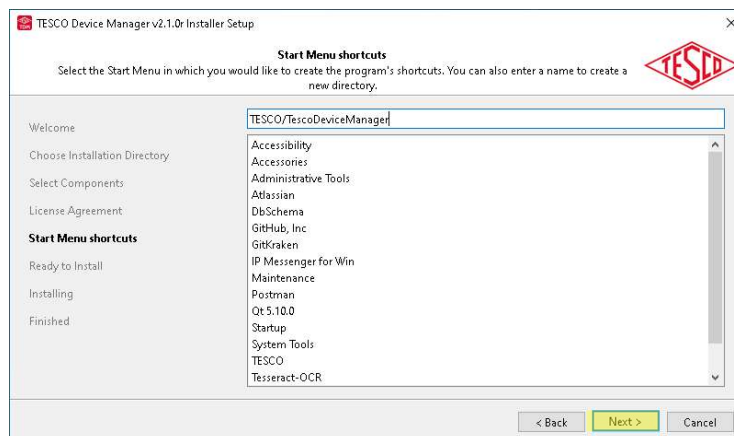 TESCO Device Manager v2.1.0r Installer Setup
Start Menu shortcuts
Select the Start Menu in which you would like to create the program's shortcuts. You can also enter a name to create a
new directory.
TESCO
Welcome
Choose Installation Directory
Select Components
License Agreement
Start Menu shortcuts
Ready to Install
Installing
Finished
TESCO/TescoDeviceManager
Accessibility
Accessories
Administrative Tools
Atlassian
DbSchema
GitHub, Inc
GitKraken
IP Messenger for Win
Maintenance
Postman
Qt 5.10.0
Startup
System Tools
TESCO
Tesseract-OCR
< Back
Next >
Cancel